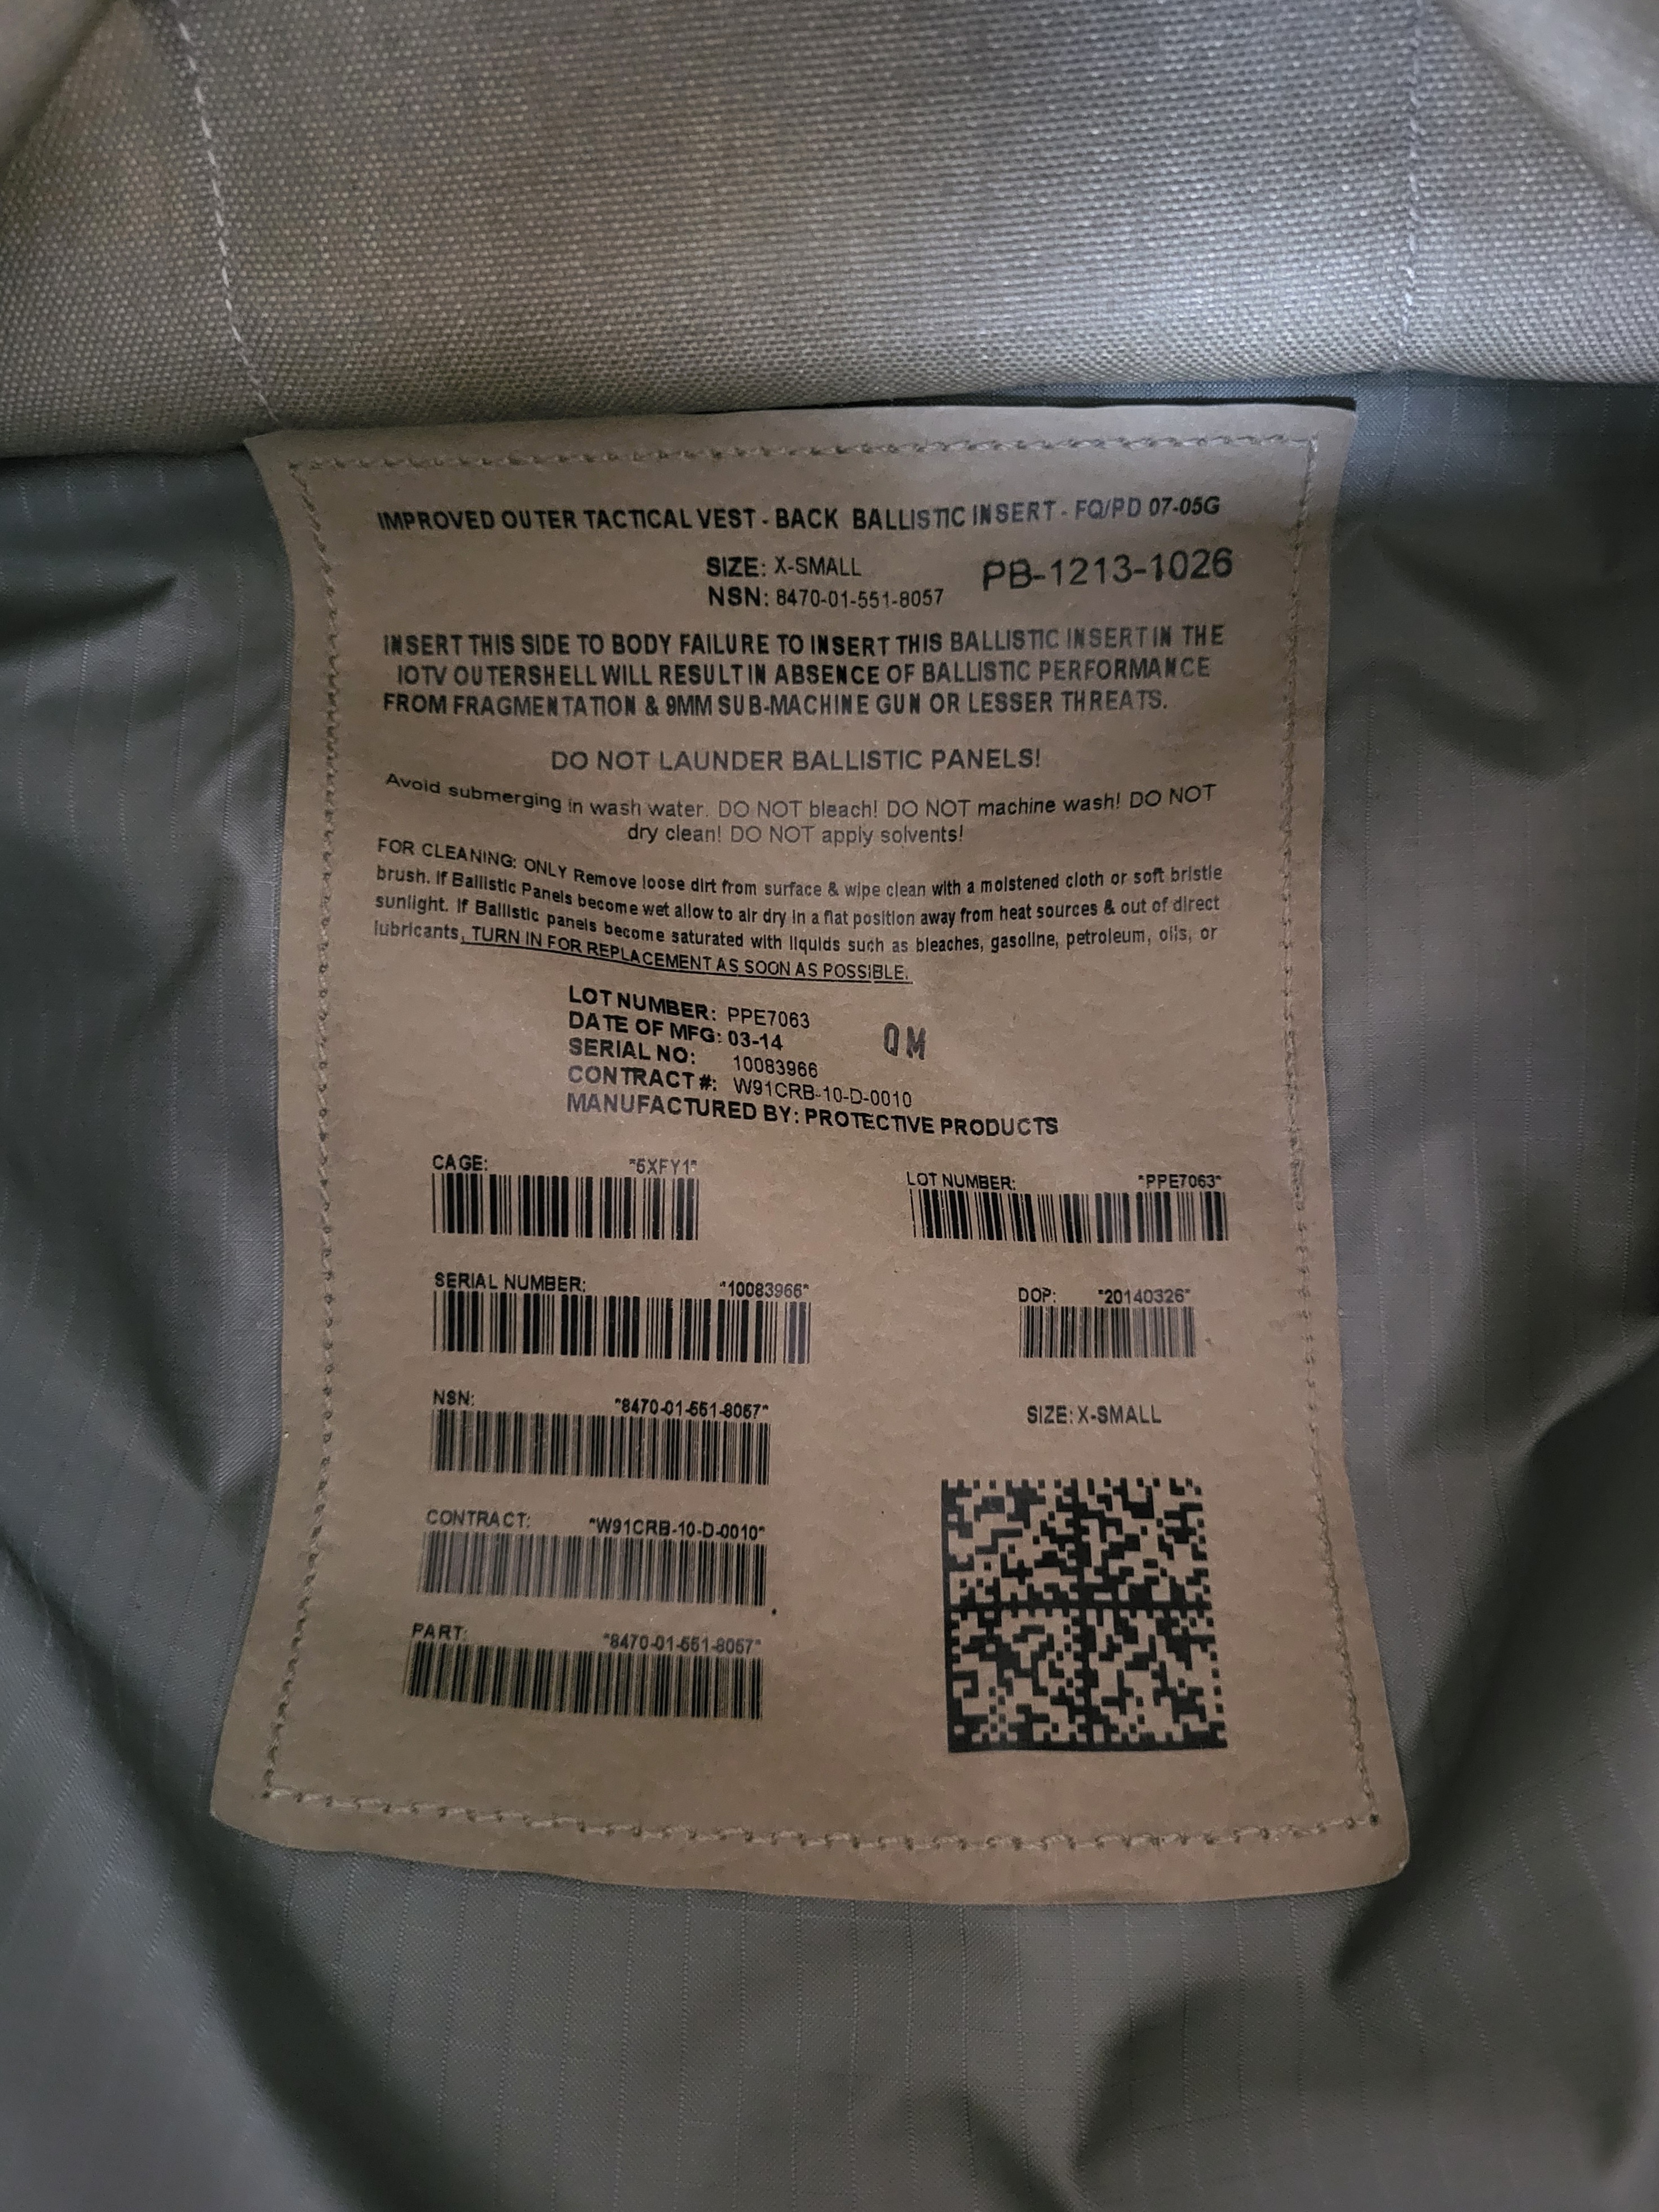 IMPROVED OUTER TACTICAL VEST - BACK BALLISTIC INSERT - FQ/PD 07-05G
SIZE: X-SMALL
PB-1213-1026
NSN: 8470-01-551-8057
INSERT THIS SIDE TO BODY FAILURE TO INSERT THIS BALLISTIC INSERT IN THE
IOTV OUTERSHELL WILL RESULT IN ABSENCE OF BALLISTIC PERFORMANCE
FROM FRAGMENTATION & 9MM SUB-MACHINE GUN OR LESSER THREATS.
DO NOT LAUNDER BALLISTIC PANELS!
Avoid submerging in wash water. DO NOT bleach! DO NOT machine wash! DO NOT
dry clean! DO NOT apply solvents!
FOR CLEANING: ONLY Remove loose dirt from surface & wipe clean with a moistened cloth or soft bristle
brush. If Ballistic Panels become wet allow to air dry in a flat position away from heat sources & out of direct
sunlight. If Ballistic panels become saturated with liquids such as bleaches, gasoline, petroleum, oils, or
lubricants, TURN IN FOR REPLACEMENT AS SOON AS POSSIBLE.
LOT NUMBER: PPE7063
DATE OF MFG: 03-14
QM
SERIAL NO: 10083966
CONTRACT #: W91CRB-10-D-0010
MANUFACTURED BY: PROTECTIVE PRODUCTS
CAGE: "5XFY1"
LOT NUMBER: "PPE7063"
SERIAL NUMBER: "10083966"
DOP: "20140326"
NSN: "8470-01-551-8057"
SIZE: X-SMALL
CONTRACT: "W91CRB-10-D-0010"
PART: "8470-01-551-8057"